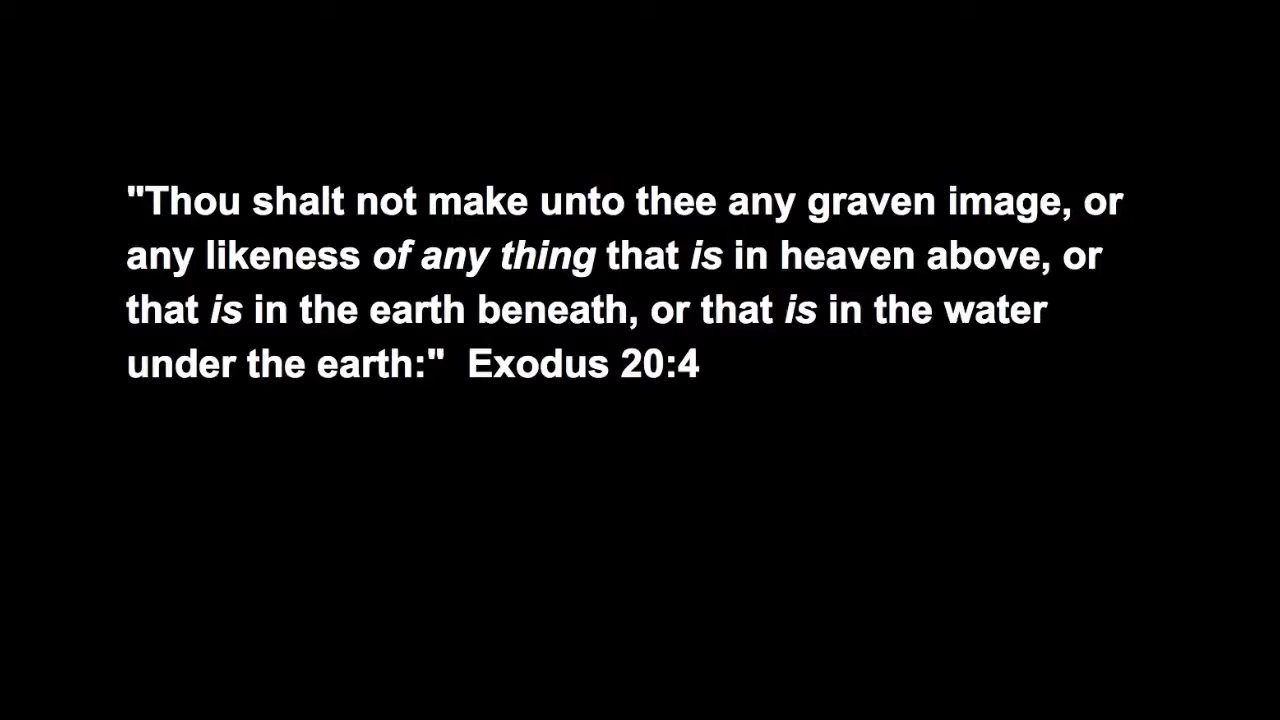 "Thou shalt not make unto thee any graven image, or
any likeness of any thing that is in heaven above, or
that is in the earth beneath, or that is in the water
under the earth:"  Exodus 20:4